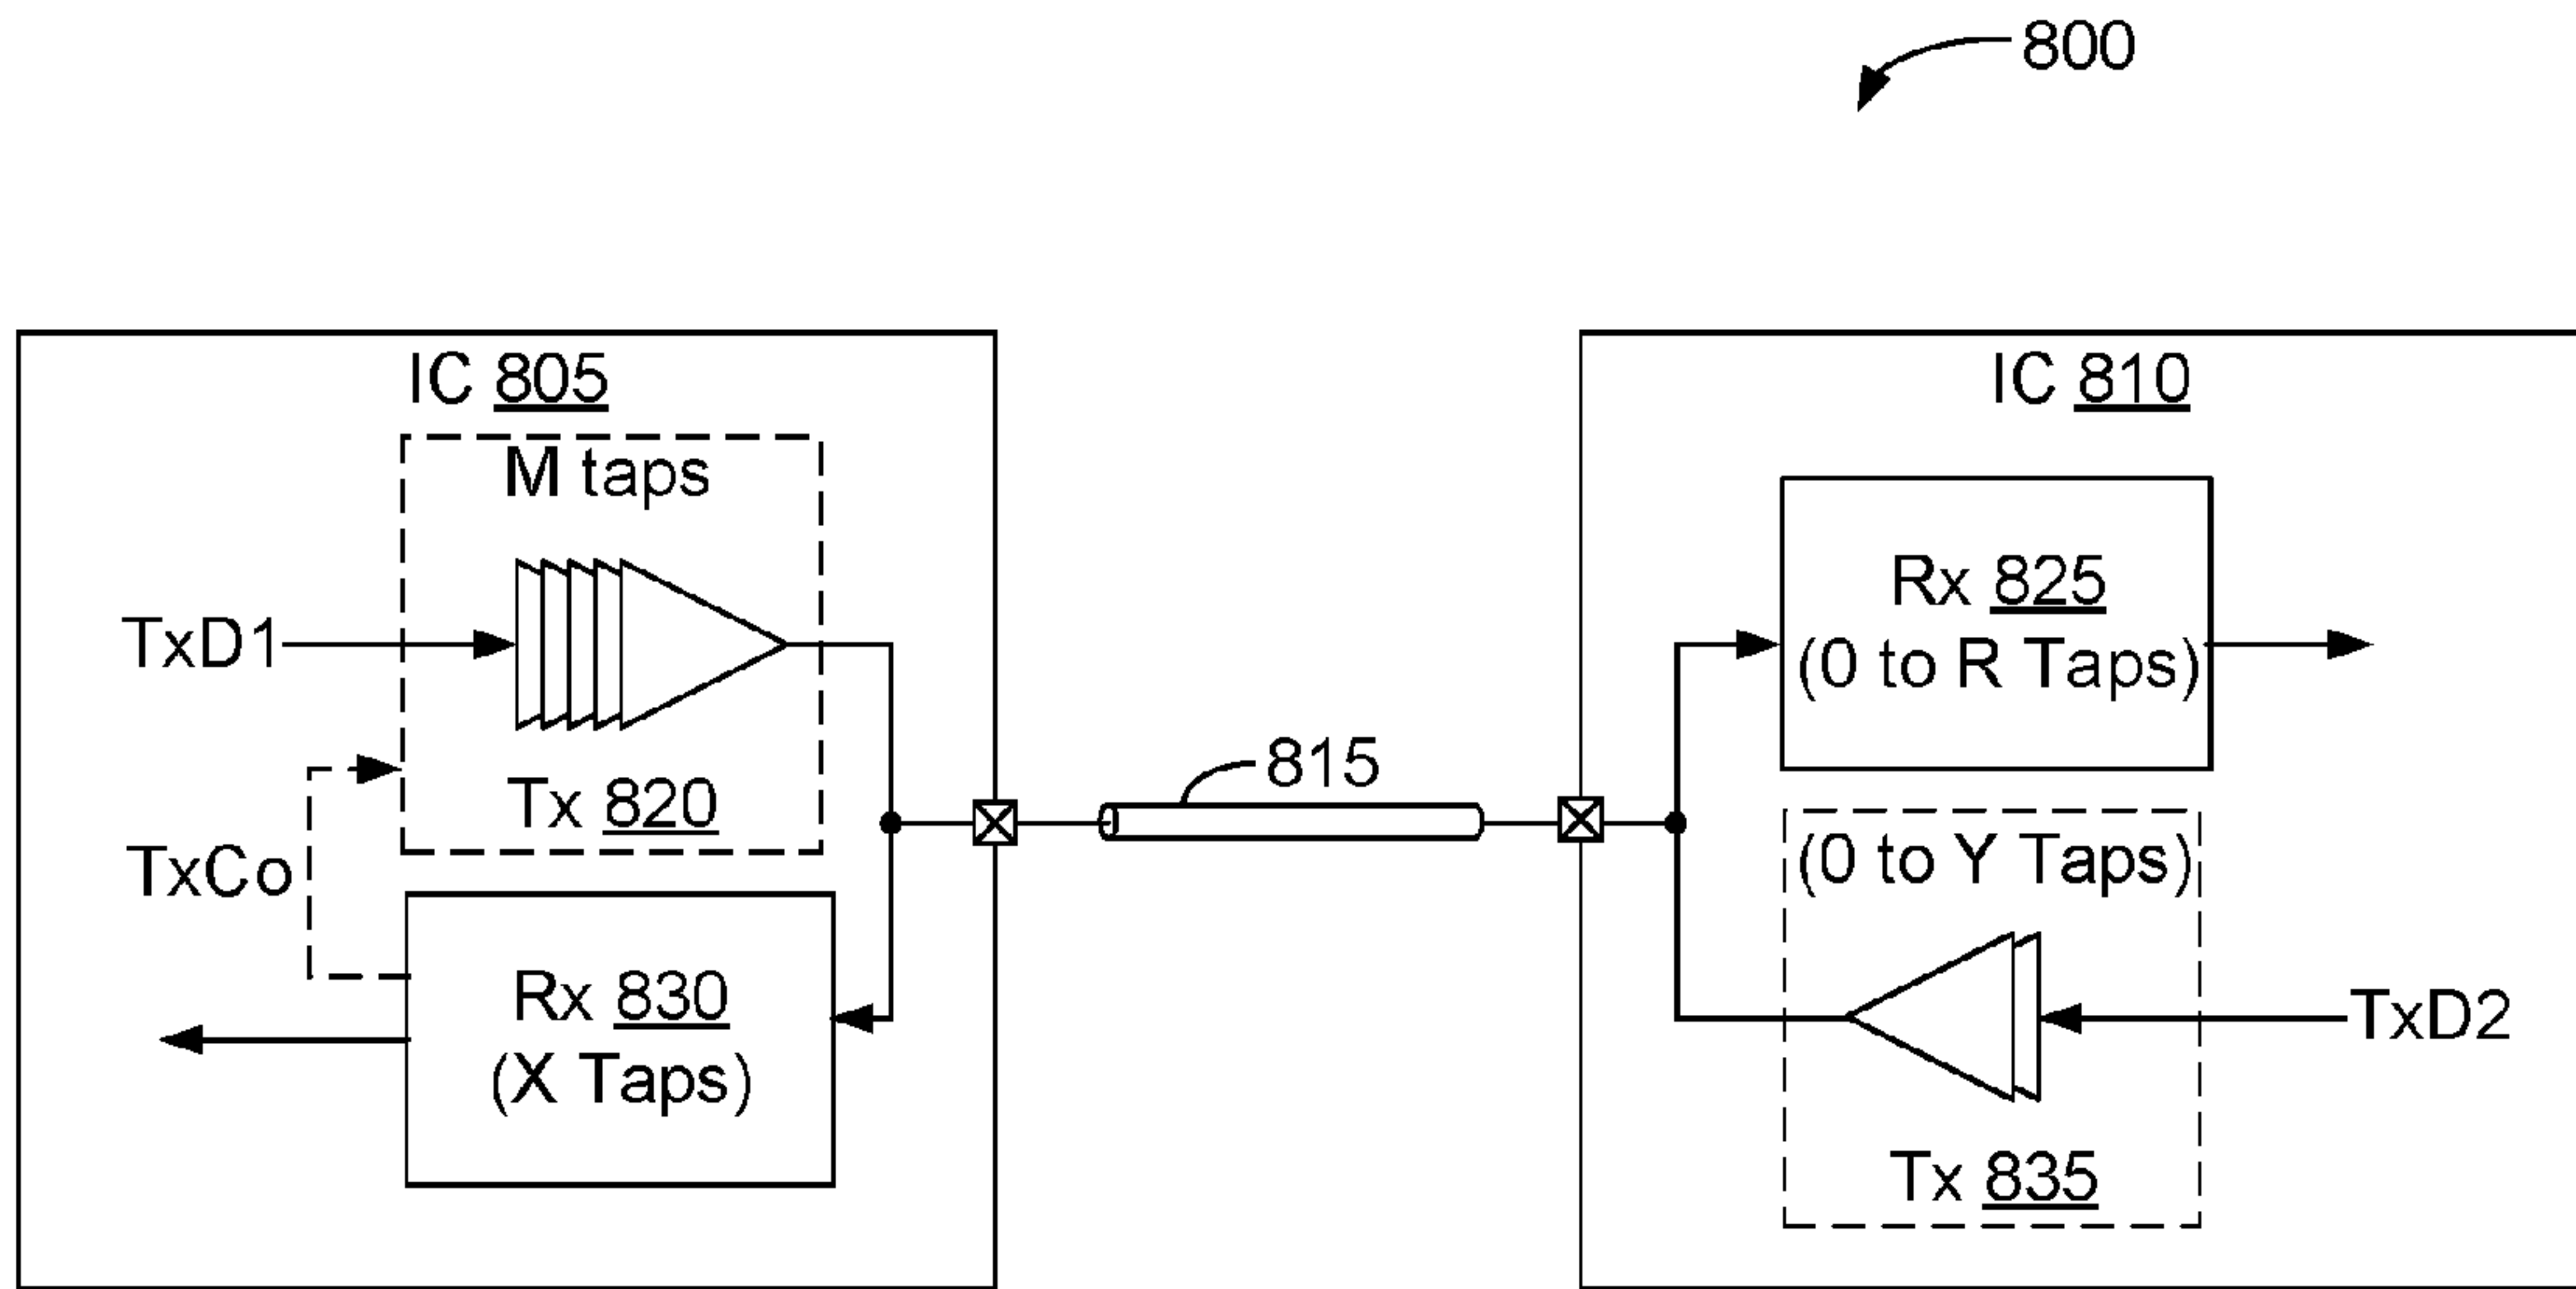 800
IC 805
M taps
TxD1
Tx 820
TxCo
Rx 830
(X Taps)
815
IC 810
Rx 825
(0 to R Taps)
(0 to Y Taps)
TxD2
Tx 835